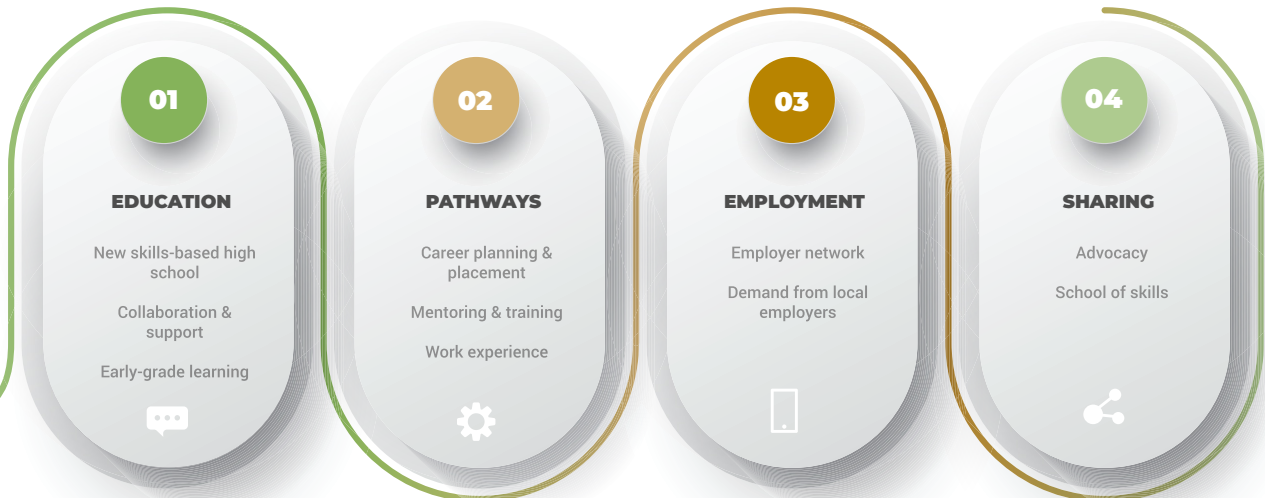 01
EDUCATION
New skills-based high
school
Collaboration &
support
Early-grade learning
02
PATHWAYS
Career planning &
placement
Mentoring & training
Work experience
03
EMPLOYMENT
Employer network
Demand from local
employers
04
SHARING
Advocacy
School of skills